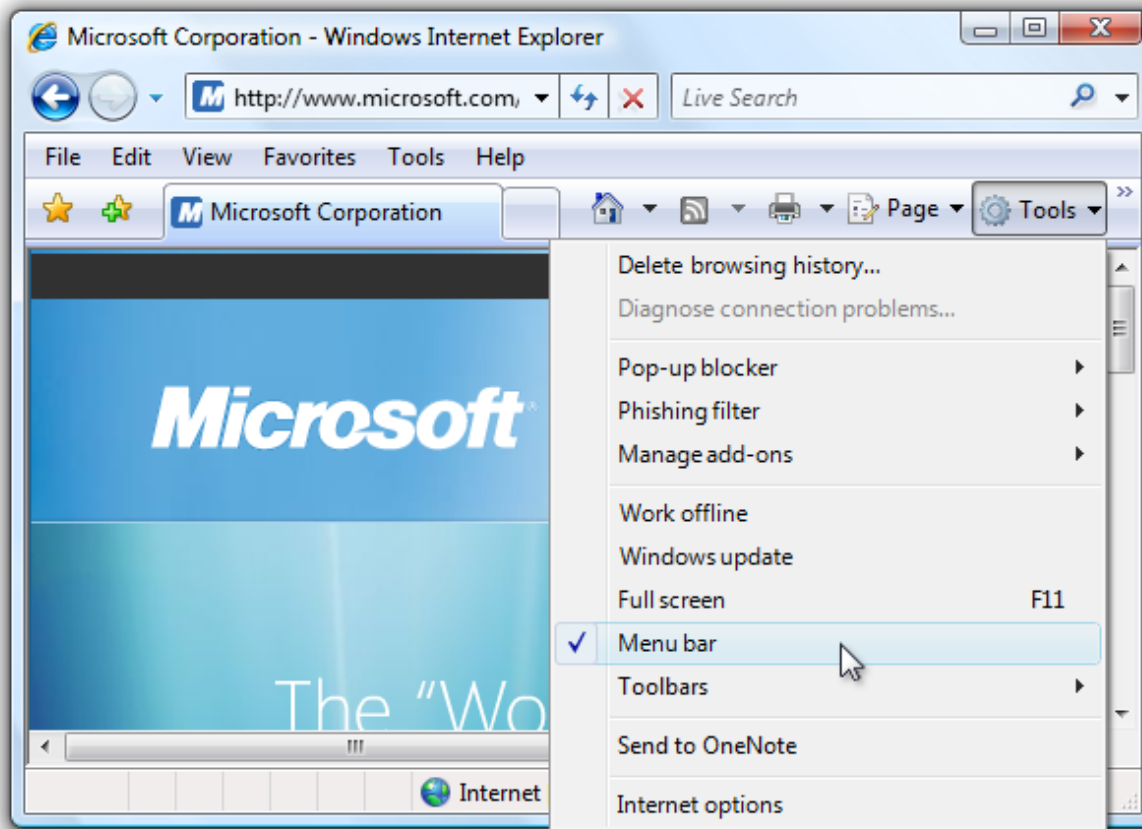 Microsoft Corporation - Windows Internet Explorer
http://www.microsoft.com/
Live Search
File Edit View Favorites Tools Help
Microsoft Corporation
Page
Tools
Delete browsing history...
Diagnose connection problems...
Pop-up blocker
Phishing filter
Manage add-ons
Work offline
Windows update
Full screen F11
Menu bar
Toolbars
Send to OneNote
Internet options
Microsoft®
The "Wo
Internet